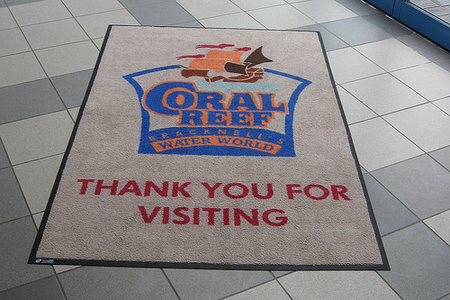 CORAL
REEF
BRACKNELL'S
WATER WORLD
THANK YOU FOR
VISITING